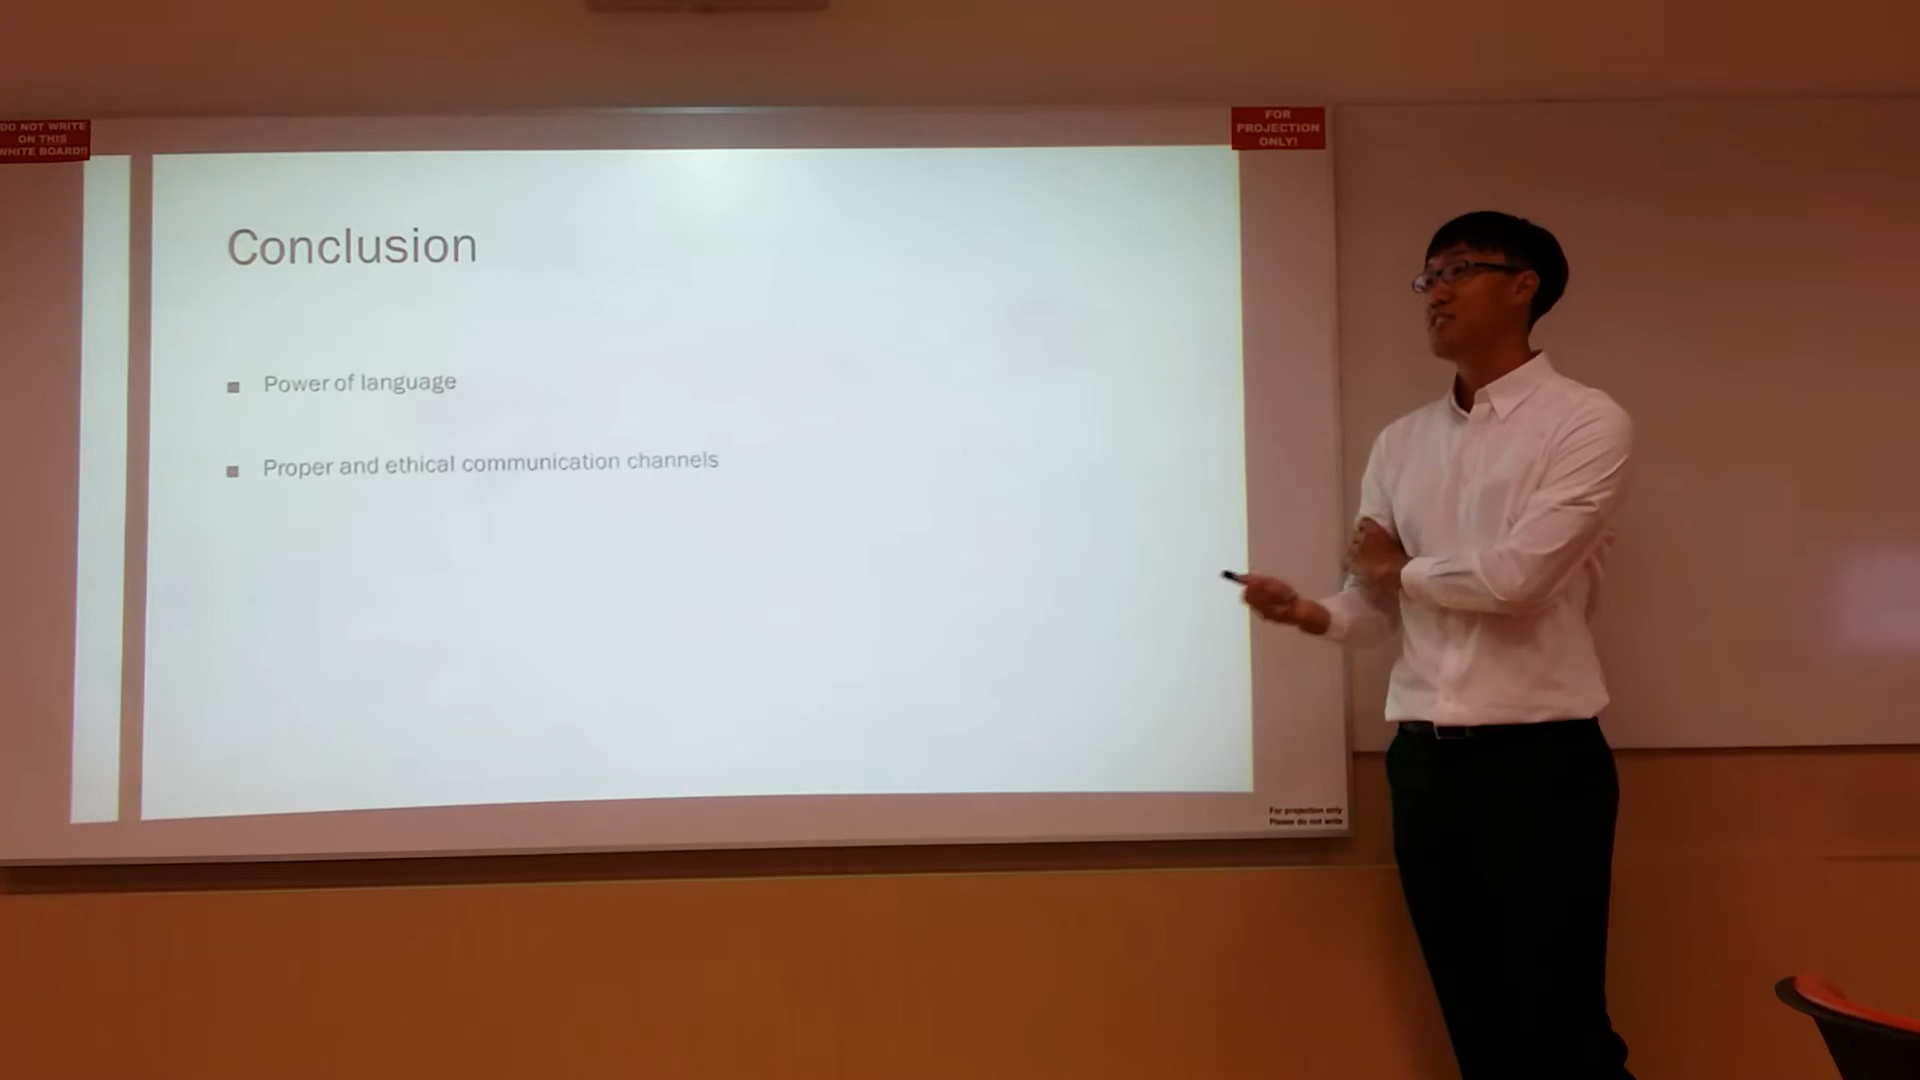 DO NOT WRITE
ON THIS
WHITE BOARD!!
FOR
PROJECTION
ONLY!
Conclusion
Power of language
Proper and ethical communication channels
For projection only
Please do not write